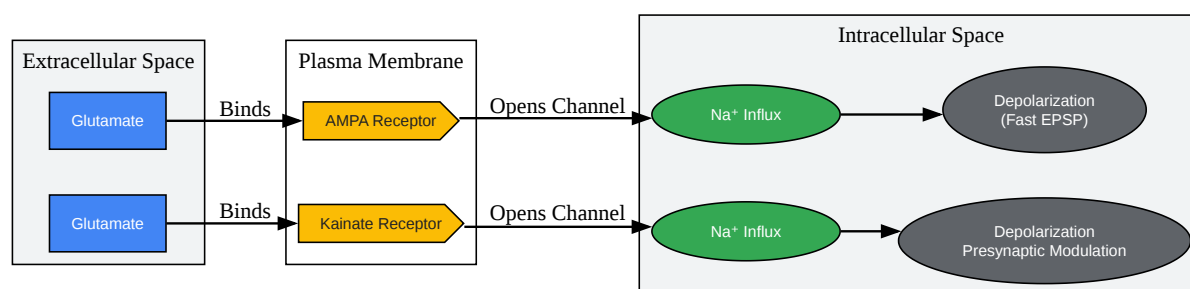 Extracellular Space
Plasma Membrane
Intracellular Space
Glutamate
Binds
AMPA Receptor
Opens Channel
Na⁺ Influx
Depolarization
(Fast EPSP)
Glutamate
Binds
Kainate Receptor
Opens Channel
Na⁺ Influx
Depolarization
Presynaptic Modulation